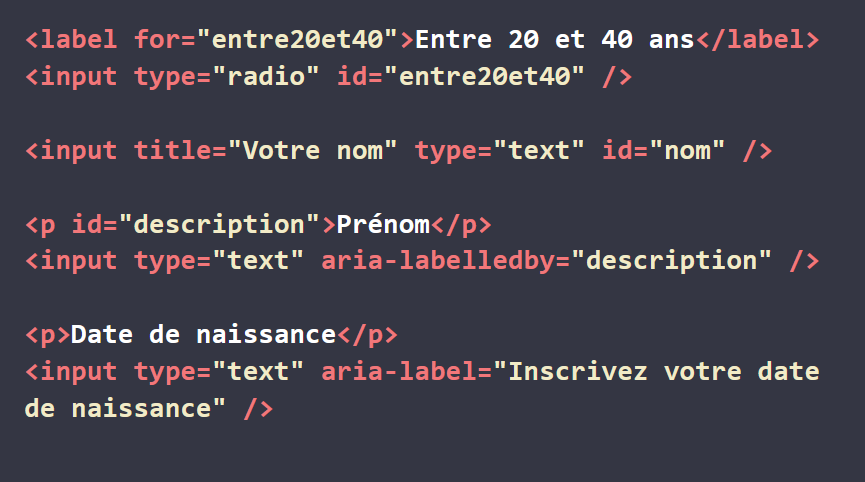 <label for="entre20et40">Entre 20 et 40 ans</label>
<input type="radio" id="entre20et40" />
<input title="Votre nom" type="text" id="nom" />
<p id="description">Prénom</p>
<input type="text" aria-labelledby="description" />
<p>Date de naissance</p>
<input type="text" aria-label="Inscrivez votre date
de naissance" />